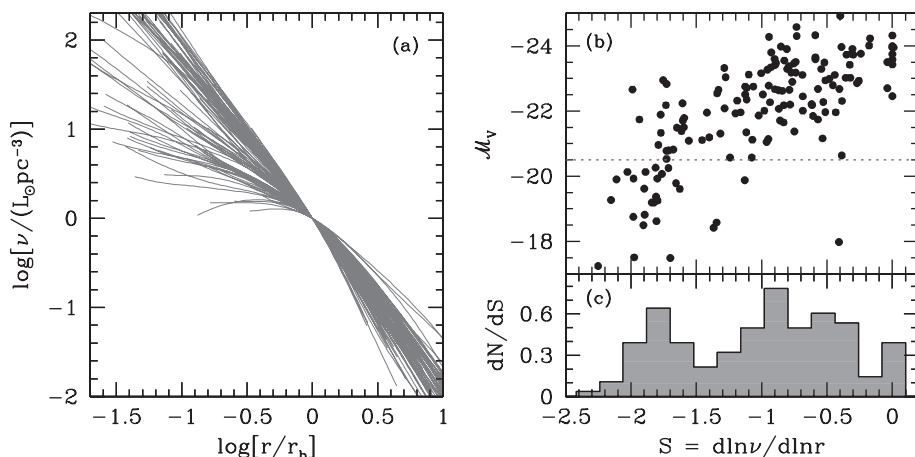 (a)
2
1
0
−1
−2
log[ν/(L⊙pc⁻³)]
−1.5 −1 −0.5 0 0.5 1
log[r/r_b]
(b)
−24
−22
−20
−18
ℳ_v
(c)
0.6
0.3
0
dN/dS
−2.5 −2 −1.5 −1 −0.5 0
S = dlnν/dlnr